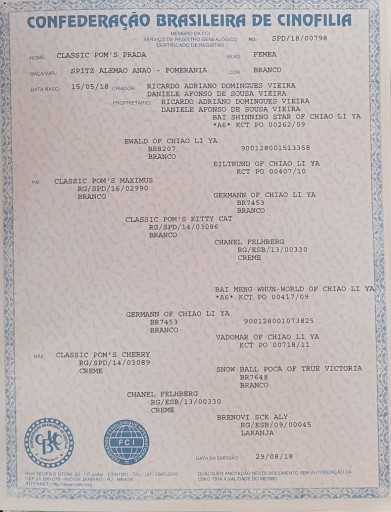 CONFEDERAÇÃO BRASILEIRA DE CINOFILIA
MEMBRO DA FCI
SERVIÇO DE REGISTRO GENEALÓGICO RG: SPD/18/00798
CERTIFICADO DE REGISTRO
NOME: CLASSIC POM'S PRADA SEXO FEMEA
RAÇA/VAR. SPITZ ALEMAO ANAO - POMERANIA COR BRANCO
DATA NASC. 15/05/18 CRIADOR: RICARDO ADRIANO DOMINGUES VIEIRA
DANIELE AFONSO DE SOUSA VIEIRA
PROPRIETARIO: RICARDO ADRIANO DOMINGUES VIEIRA
DANIELE AFONSO DE SOUSA VIEIRA
BAI SHINNING STAR OF CHIAO LI YA
*A6* KCT PO 00262/09
EWALD OF CHIAO LI YA
BR8207 900128001513358
BRANCO
EILTRUND OF CHIAO LI YA
KCT PO 00407/10
PAI: CLASSIC POM'S MAXIMUS
RG/SPD/16/02990
BRANCO
GERMANN OF CHIAO LI YA
BR7453
BRANCO
CLASSIC POM'S KITTY CAT
RG/SPD/14/03086
BRANCO
CHANEL FELHBERG
RG/ESB/13/00330
CREME
BAI MENG WHUN-WORLD OF CHIAO LI YA
*A6* KCT PO 00417/09
GERMANN OF CHIAO LI YA
BR7453 900128001073825
BRANCO
VADOMAR OF CHIAO LI YA
KCT PO 00718/11
MÃE: CLASSIC POM'S CHERRY
RG/SPD/14/03089
CREME
SNOW BALL POCA OF TRUE VICTORIA
BR7648
BRANCO
CHANEL FELHBERG
RG/ESB/13/00330
CREME
BRENOVI SCK ALY
RG/ESB/09/00045
LARANJA
CBKC
FCI
DATA DA EMISSÃO 29/08/18
QUALQUER ANOTAÇÃO NESTE DOCUMENTO SEM AUTORIZAÇÃO DA
CBKC TIRA A VALIDADE DO MESMO